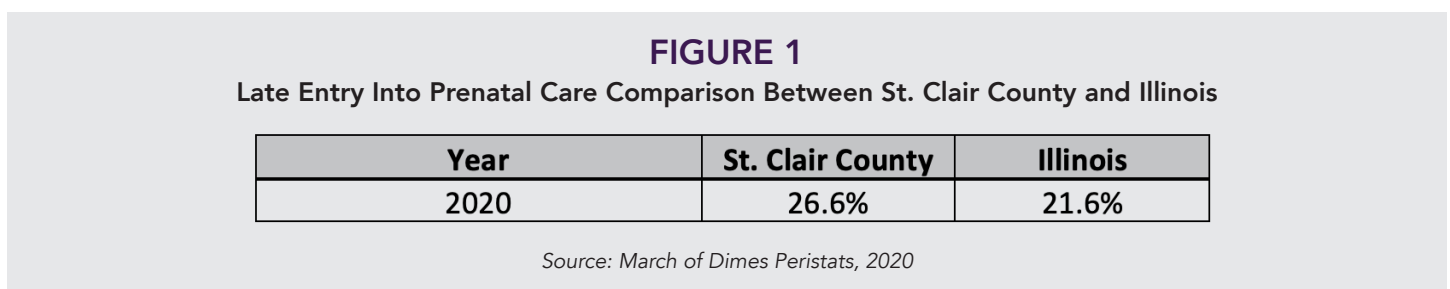 FIGURE 1
Late Entry Into Prenatal Care Comparison Between St. Clair County and Illinois
Year St. Clair County Illinois
2020 26.6% 21.6%
Source: March of Dimes Peristats, 2020